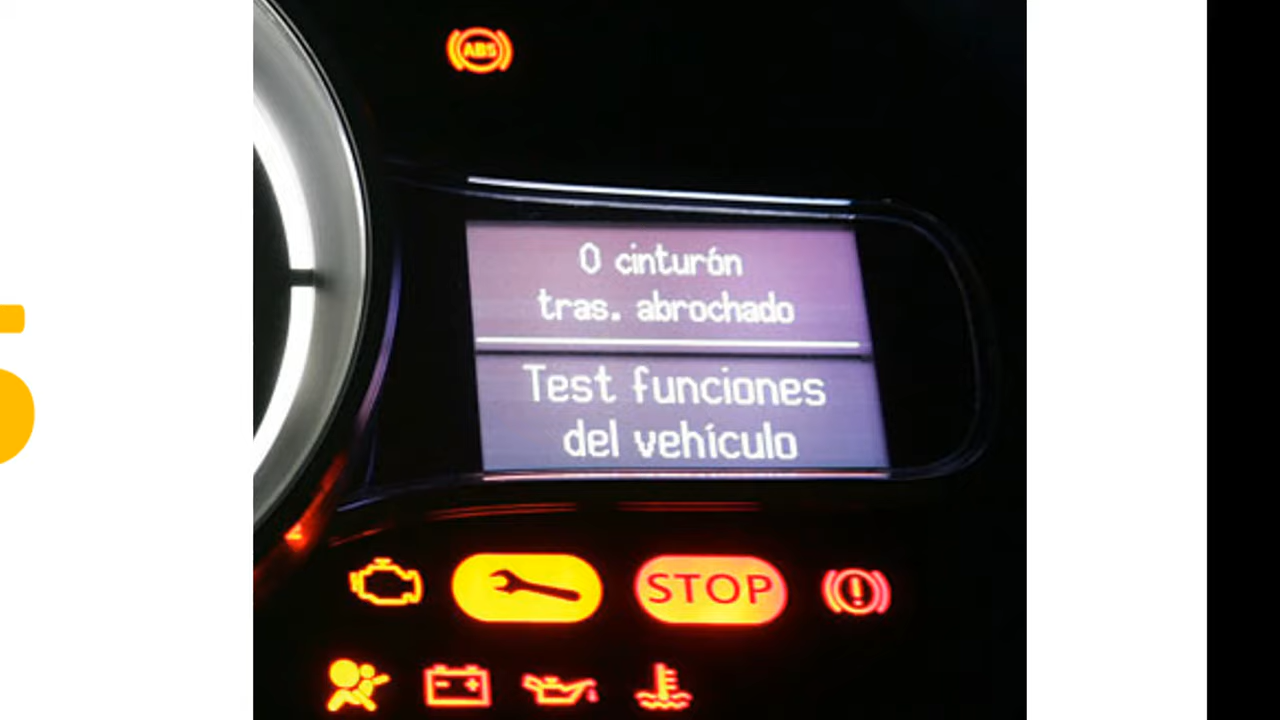 ABS
0 cinturón
tras. abrochado
Test funciones
del vehículo
STOP